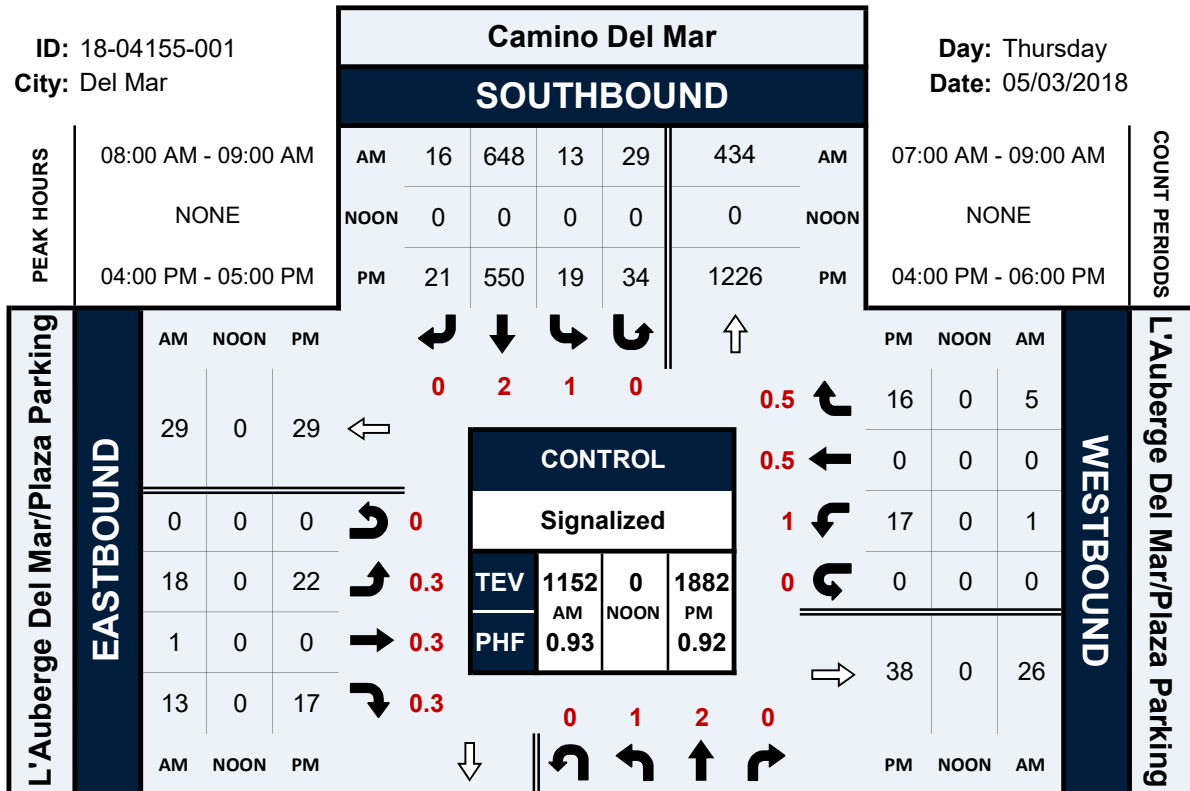 Camino Del Mar
SOUTHBOUND
ID: 18-04155-001
City: Del Mar
Day: Thursday
Date: 05/03/2018
PEAK HOURS
08:00 AM - 09:00 AM
NONE
04:00 PM - 05:00 PM
AM 16 648 13 29 434 AM
NOON 0 0 0 0 0 NOON
PM 21 550 19 34 1226 PM
07:00 AM - 09:00 AM
NONE
04:00 PM - 06:00 PM
COUNT PERIODS
L'Auberge Del Mar/Plaza Parking
EASTBOUND
AM NOON PM
29 0 29
0 0 0 0
18 0 22 0.3
1 0 0 0.3
13 0 17 0.3
AM NOON PM
0 2 1 0
CONTROL
Signalized
TEV 1152 0 1882
AM NOON PM
PHF 0.93 0.92
0 1 2 0
PM NOON AM
0.5 16 0 5
0.5 0 0 0
1 17 0 1
0 0 0 0
38 0 26
PM NOON AM
WESTBOUND
L'Auberge Del Mar/Plaza Parking